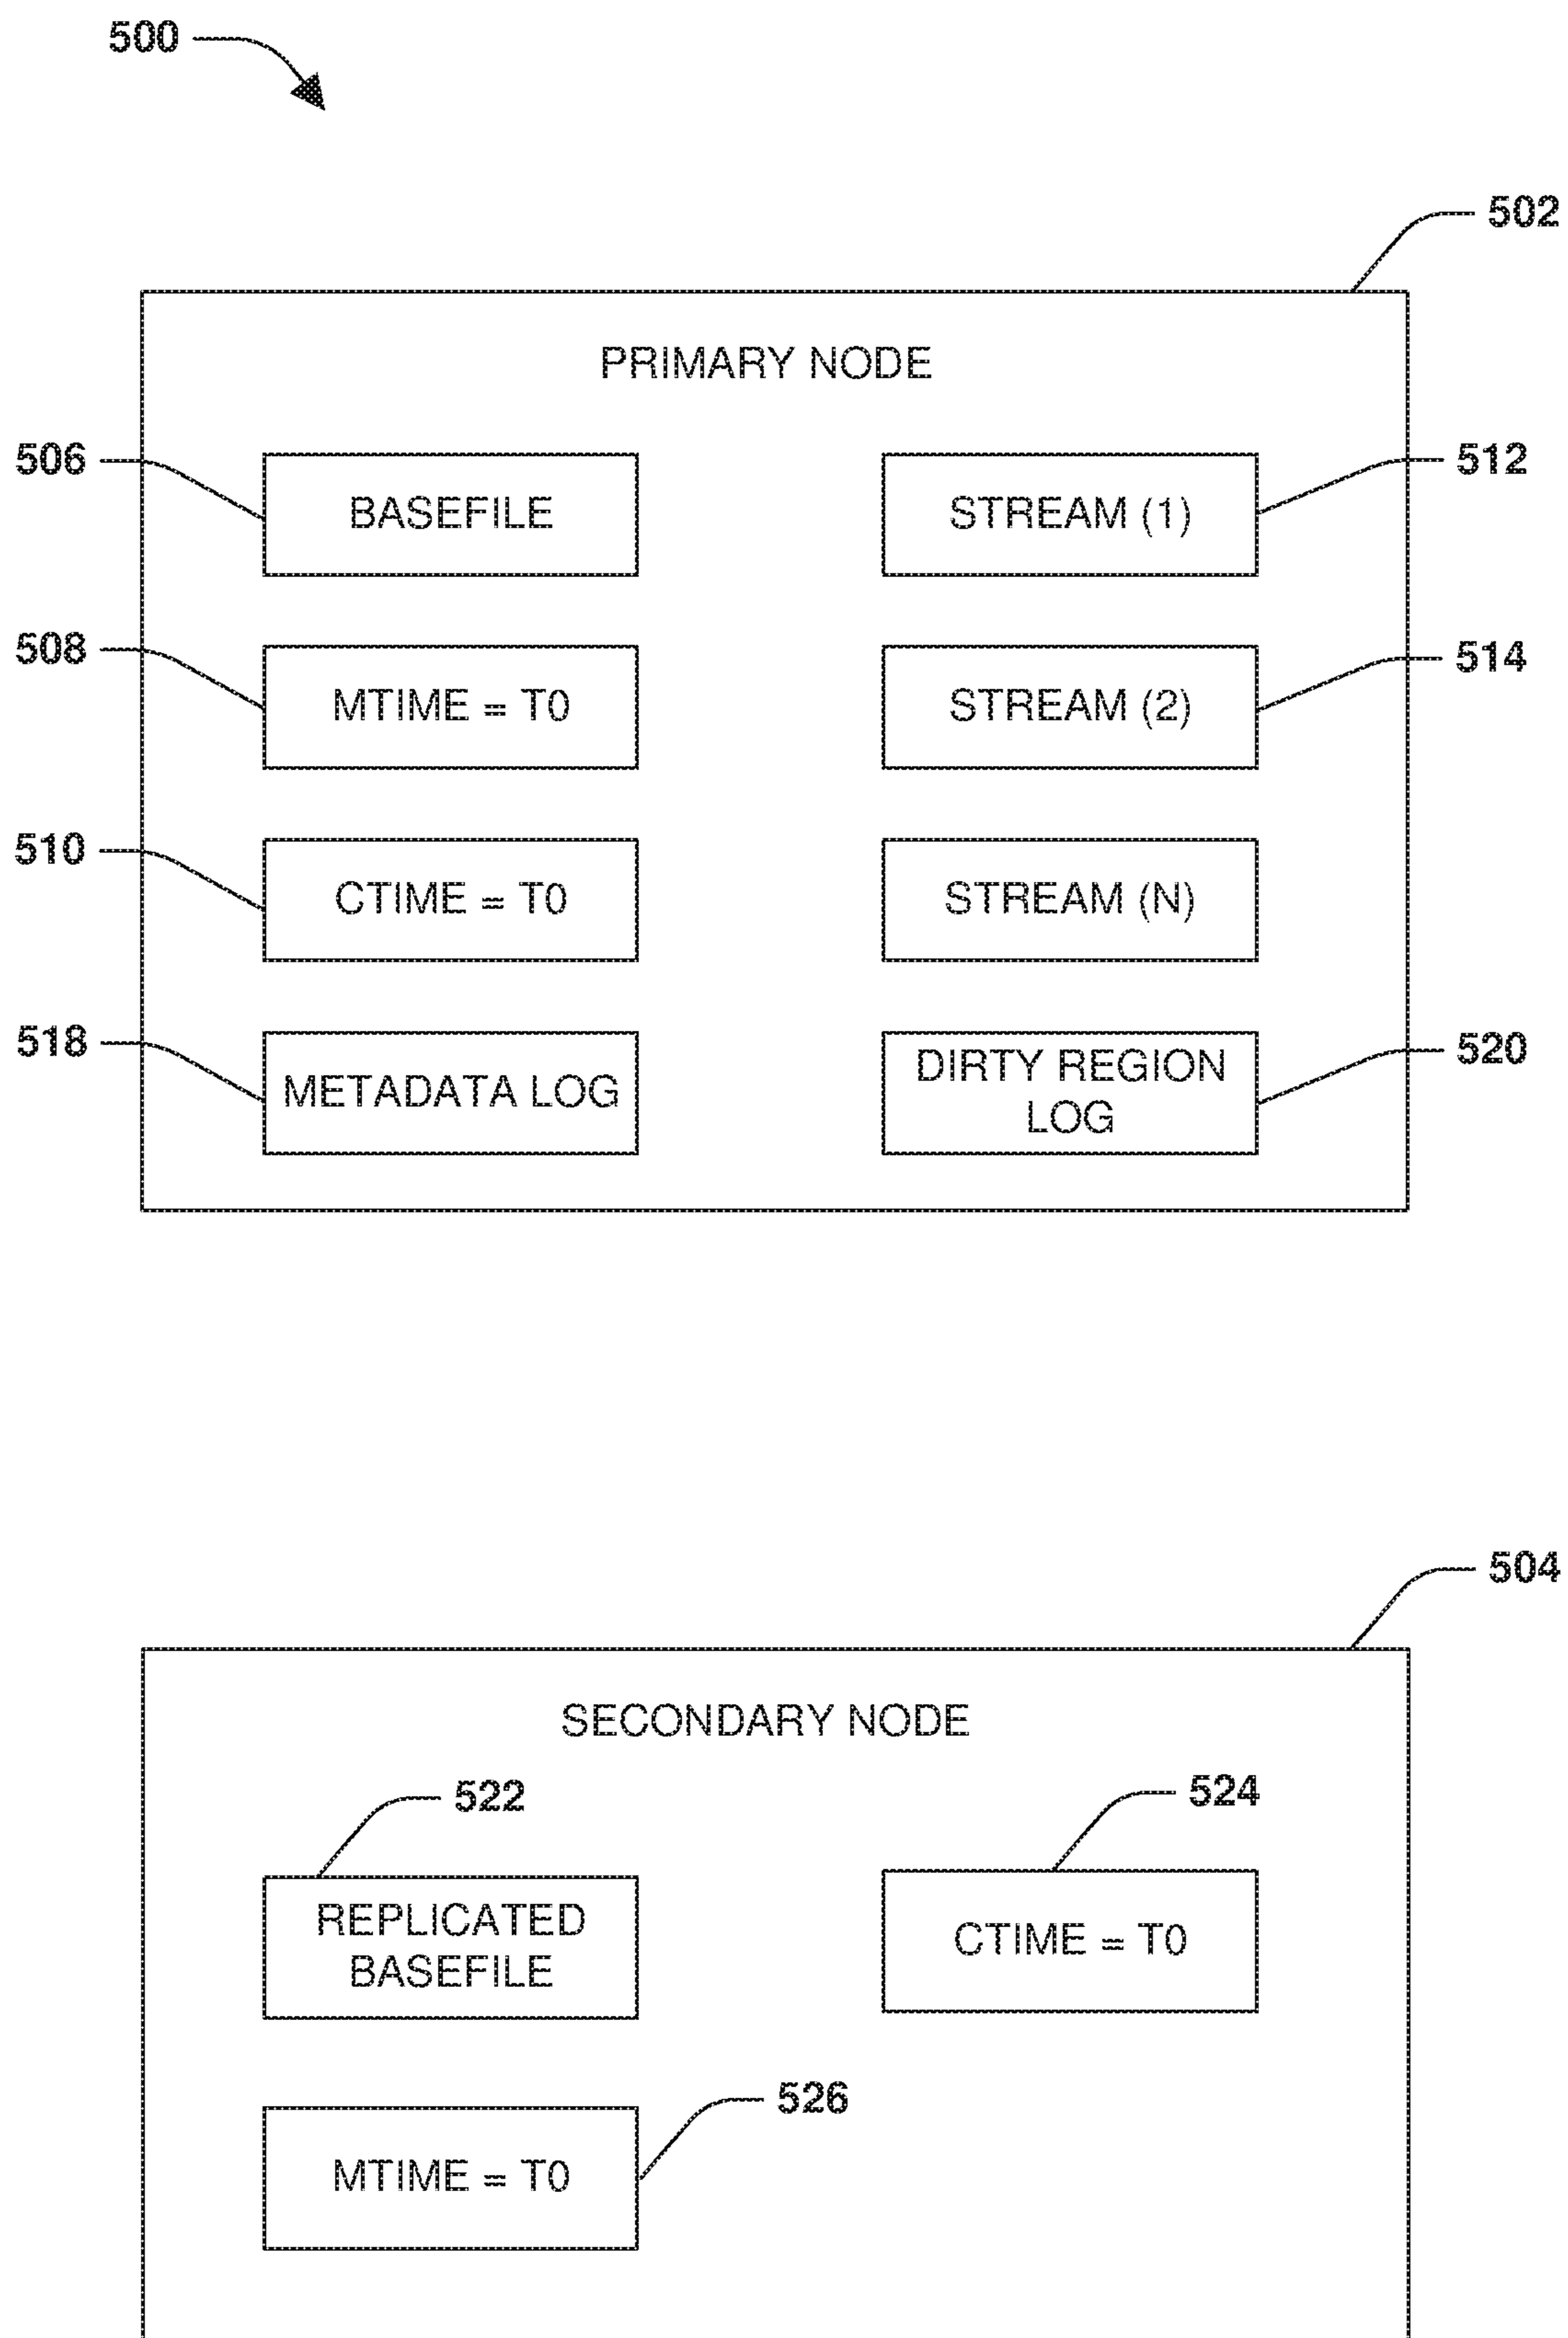 500
502
PRIMARY NODE
506
BASEFILE
STREAM (1)
512
508
MTIME = T0
STREAM (2)
514
510
CTIME = T0
STREAM (N)
518
METADATA LOG
DIRTY REGION
LOG
520
504
SECONDARY NODE
522
524
REPLICATED
BASEFILE
CTIME = T0
526
MTIME = T0